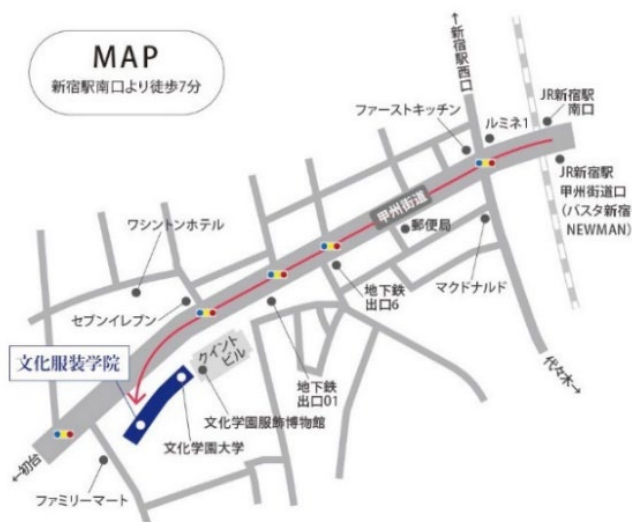 MAP
新宿駅南口より徒歩7分
←新宿駅西口
ファーストキッチン
ルミネ1
JR新宿駅
南口
JR新宿駅
甲州街道口
(バスタ新宿
NEWMAN)
甲州街道
郵便局
マクドナルド
地下鉄
出口6
ワシントンホテル
セブンイレブン
地下鉄
出口01
クイント
ビル
文化服装学院
文化学園服飾博物館
文化学園大学
ファミリーマート
←初台
代々木→